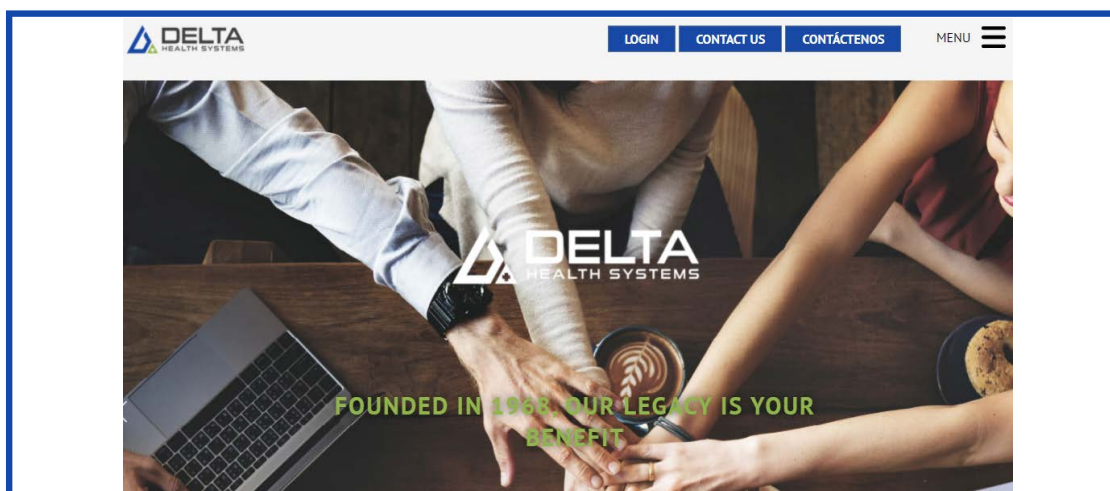 DELTA
HEALTH SYSTEMS
LOGIN
CONTACT US
CONTÁCTENOS
MENU
DELTA
HEALTH SYSTEMS
FOUNDED IN 1968, OUR LEGACY IS YOUR
BENEFIT